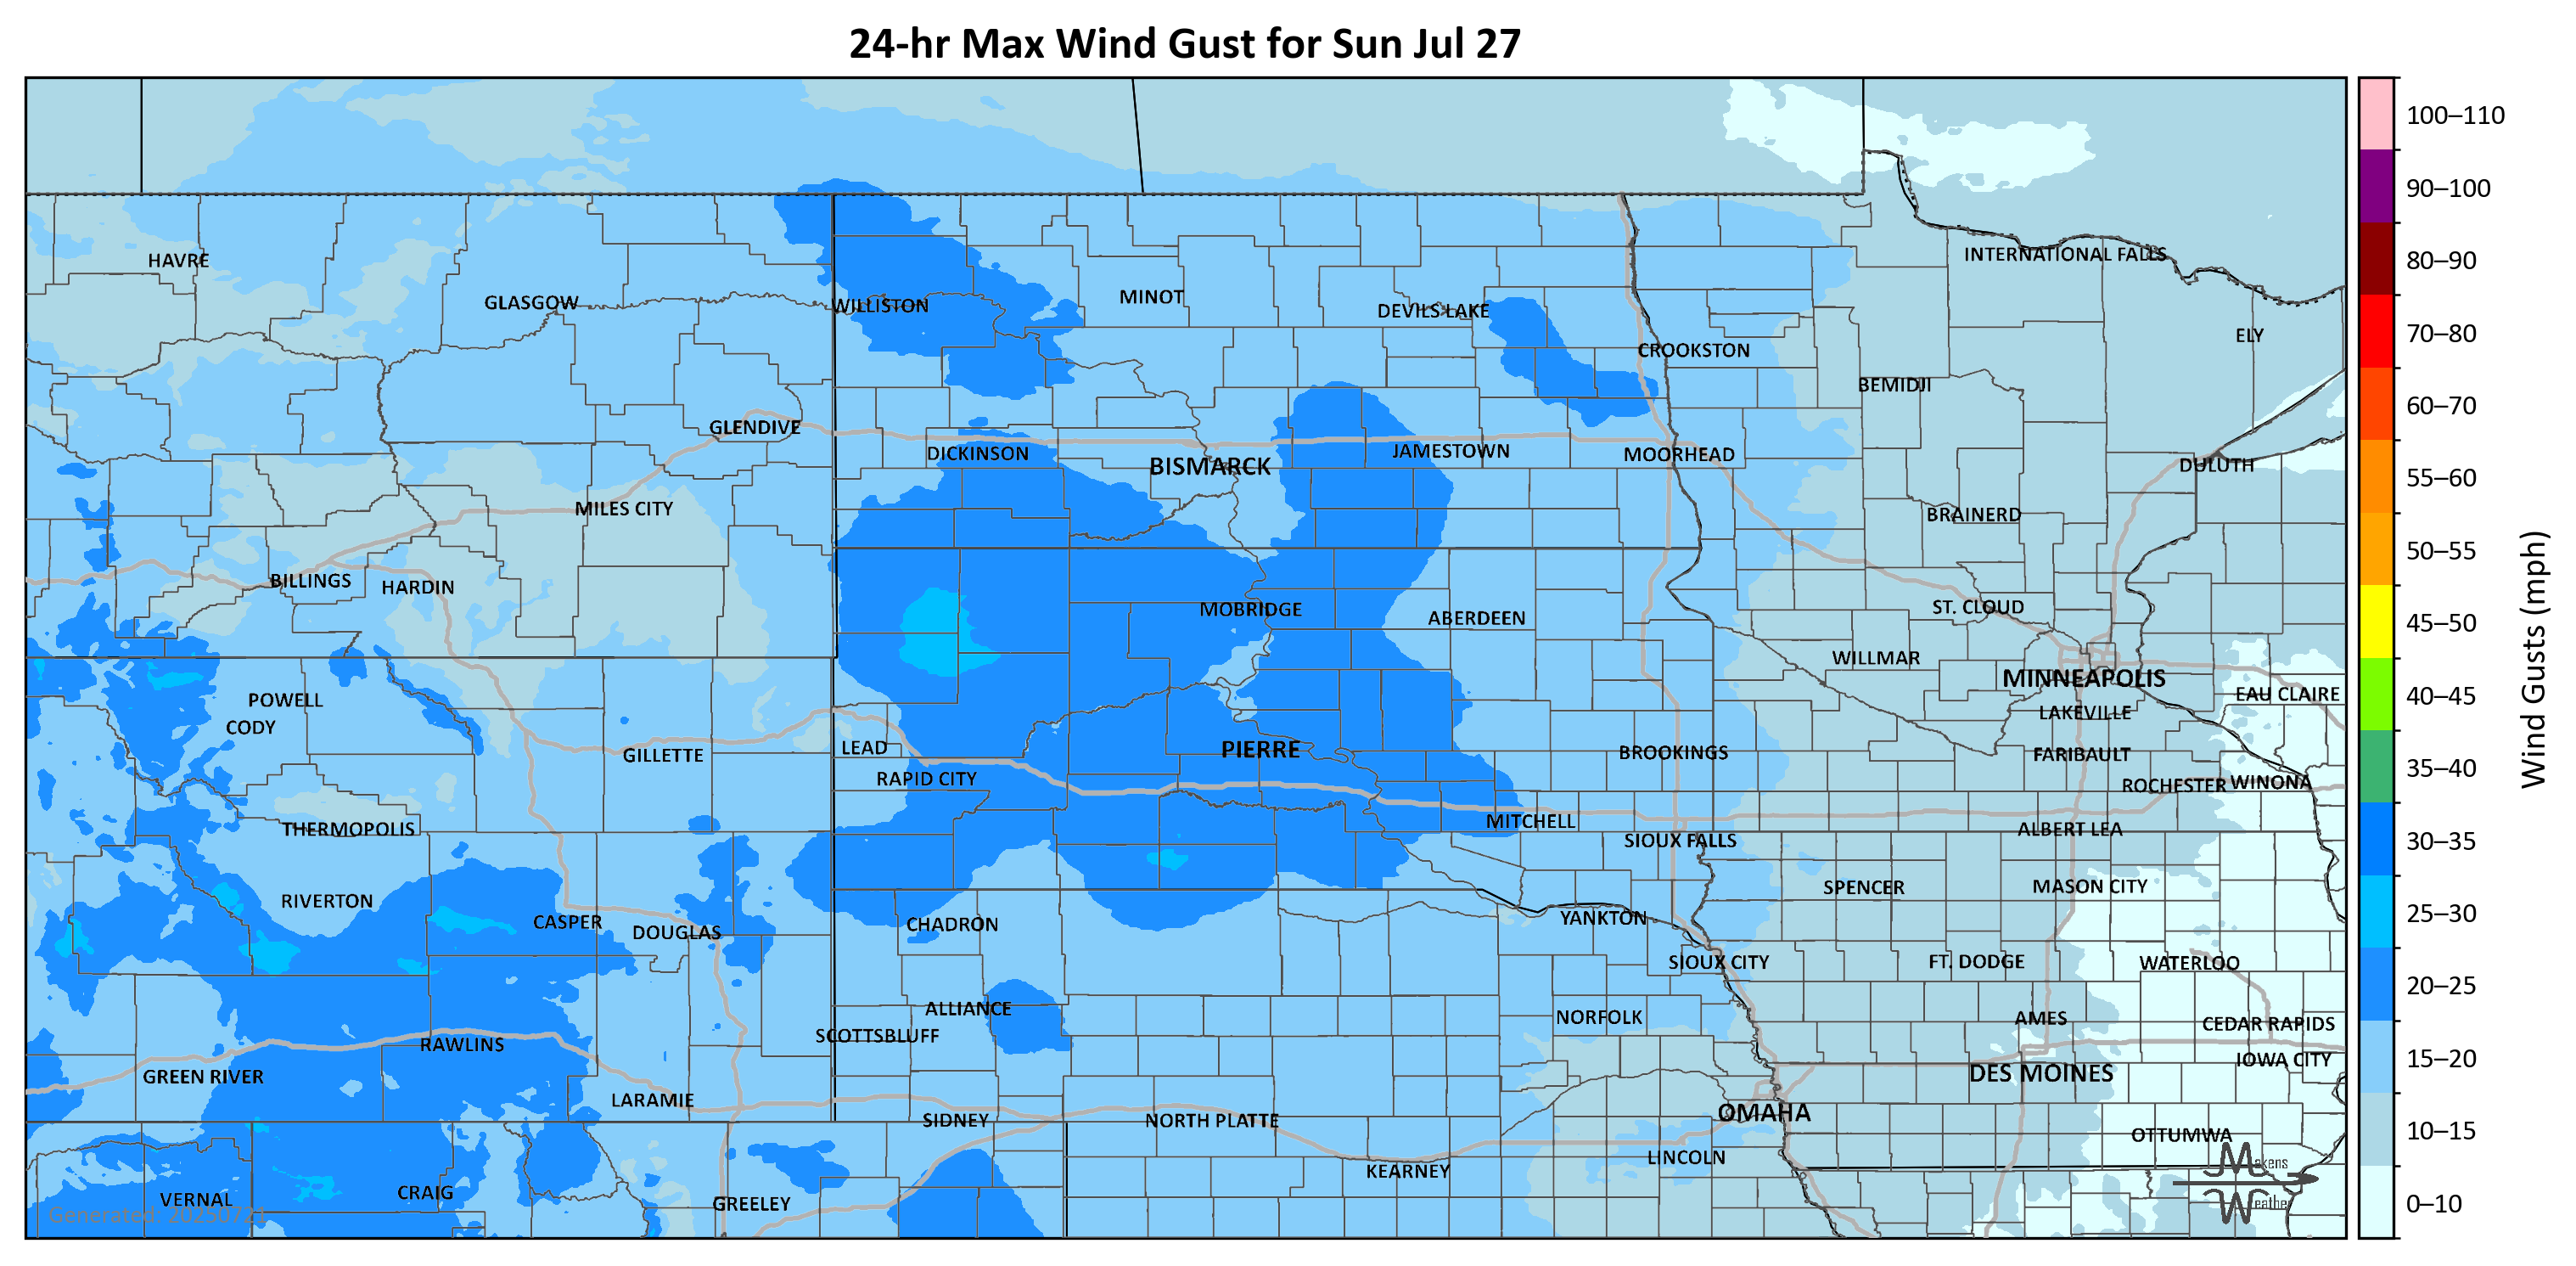 24-hr Max Wind Gust for Sun Jul 27
HAVRE
GLASGOW
WILLISTON
MINOT
DEVILS LAKE
CROOKSTON
INTERNATIONAL FALLS
ELY
BEMIDJI
GLENDIVE
DICKINSON
BISMARCK
JAMESTOWN
MOORHEAD
DULUTH
MILES CITY
BRAINERD
BILLINGS
HARDIN
MOBRIDGE
ABERDEEN
ST. CLOUD
WILLMAR
MINNEAPOLIS
EAU CLAIRE
POWELL
CODY
LAKEVILLE
GILLETTE
LEAD
PIERRE
BROOKINGS
FARIBAULT
RAPID CITY
ROCHESTER
WINONA
THERMOPOLIS
MITCHELL
SIOUX FALLS
ALBERT LEA
RIVERTON
SPENCER
MASON CITY
CASPER
DOUGLAS
CHADRON
YANKTON
SIOUX CITY
FT. DODGE
WATERLOO
ALLIANCE
NORFOLK
AMES
CEDAR RAPIDS
SCOTTSBLUFF
RAWLINS
IOWA CITY
GREEN RIVER
DES MOINES
LARAMIE
SIDNEY
NORTH PLATTE
OMAHA
OTTUMWA
LINCOLN
KEARNEY
VERNAL
CRAIG
GREELEY
Generated: 20250721
Makens
Weather
100–110
90–100
80–90
70–80
60–70
55–60
50–55
45–50
40–45
35–40
30–35
25–30
20–25
15–20
10–15
0–10
Wind Gusts (mph)